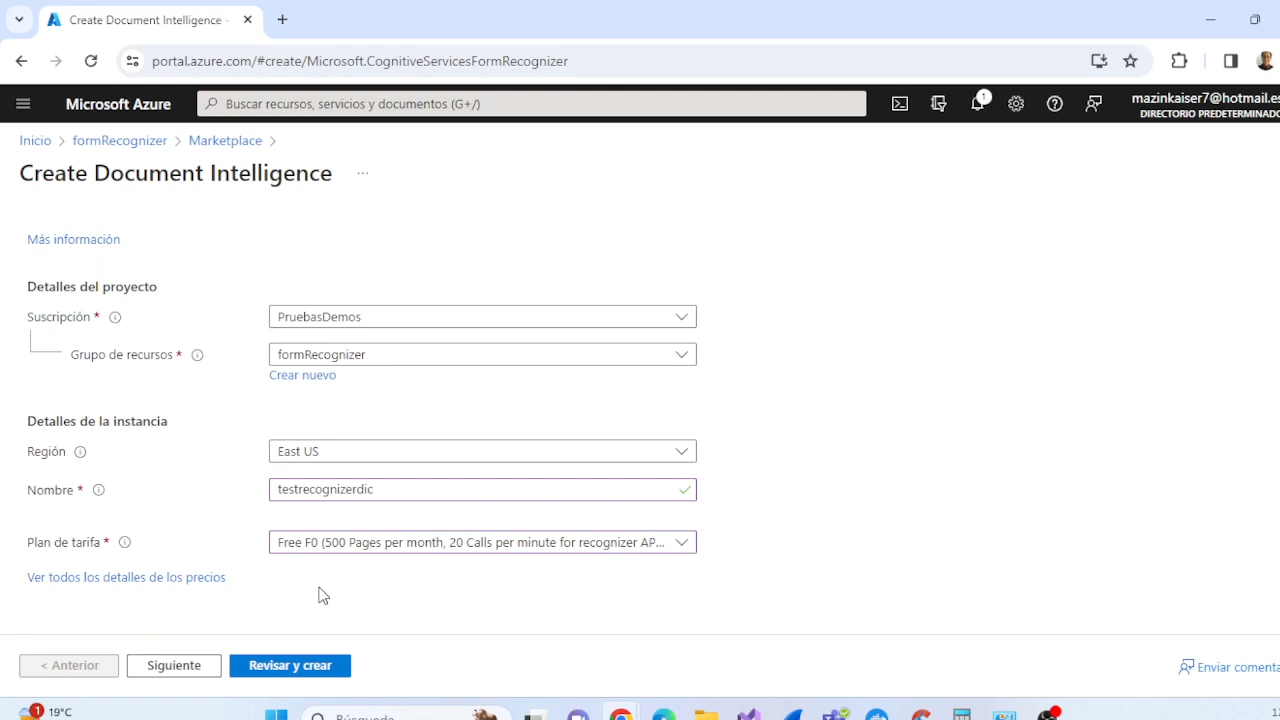 Create Document Intelligence -
portal.azure.com/#create/Microsoft.CognitiveServicesFormRecognizer
Microsoft Azure
Buscar recursos, servicios y documentos (G+/)
1
mazinkaiser7@hotmail.es
DIRECTORIO PREDETERMINADO
Inicio > formRecognizer > Marketplace >
Create Document Intelligence ...
Más información
Detalles del proyecto
Suscripción * PruebasDemos
Grupo de recursos * formRecognizer
Crear nuevo
Detalles de la instancia
Región East US
Nombre * testrecognizerdic
Plan de tarifa * Free F0 (500 Pages per month, 20 Calls per minute for recognizer AP...
Ver todos los detalles de los precios
< Anterior Siguiente Revisar y crear
Enviar comenta
1 19°C Búsqueda